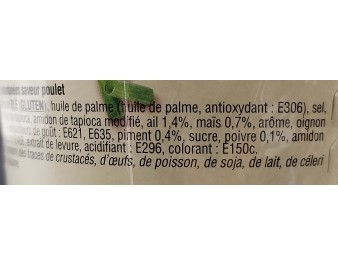 saveur poulet
(GLUTEN), huile de palme (huile de palme, antioxydant : E306), sel,
amidon de tapioca modifié, ail 1,4%, maïs 0,7%, arôme, oignon
de goût : E621, E635, piment 0,4%, sucre, poivre 0,1%, amidon
extrait de levure, acidifiant : E296, colorant : E150c.
des traces de crustacés, d'œufs, de poisson, de soja, de lait, de céleri